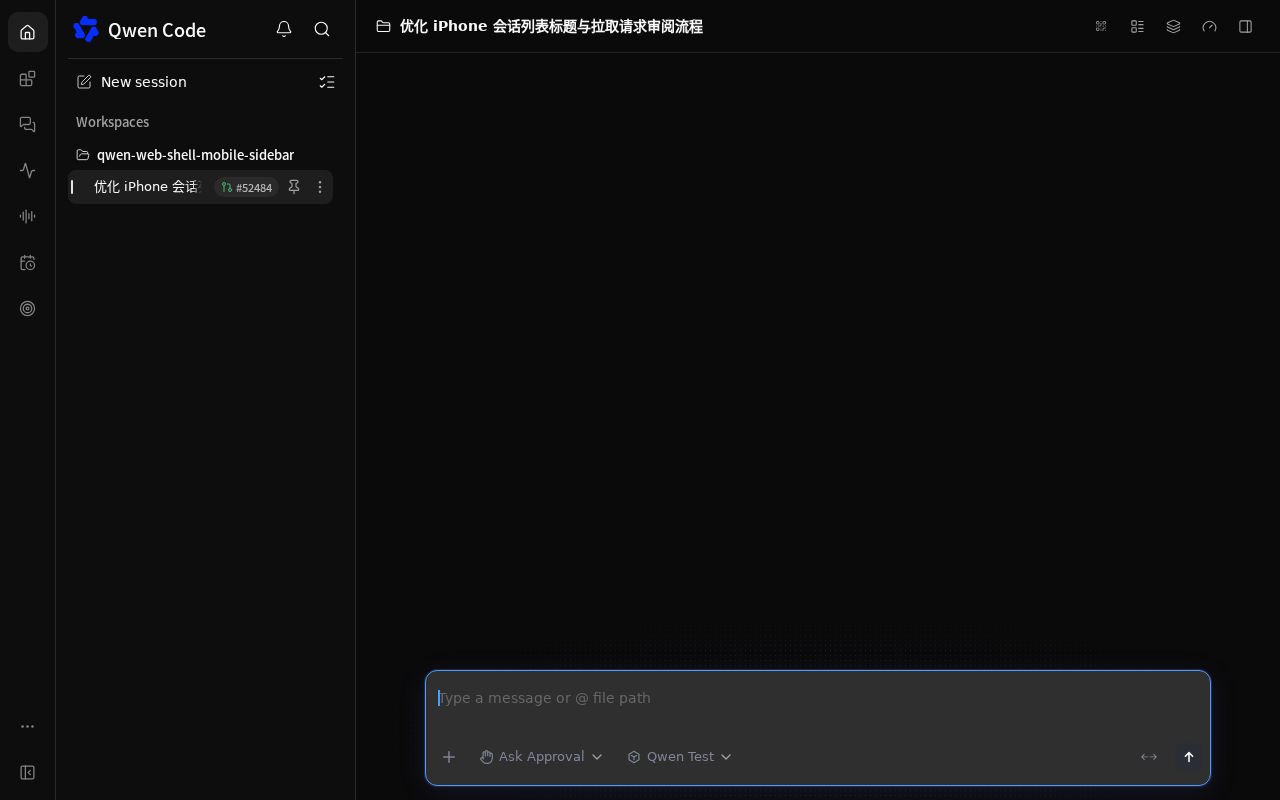 Qwen Code
New session
Workspaces
qwen-web-shell-mobile-sidebar
优化 iPhone 会话
#52484
优化 iPhone 会话列表标题与拉取请求审阅流程
Type a message or @ file path
Ask Approval
Qwen Test